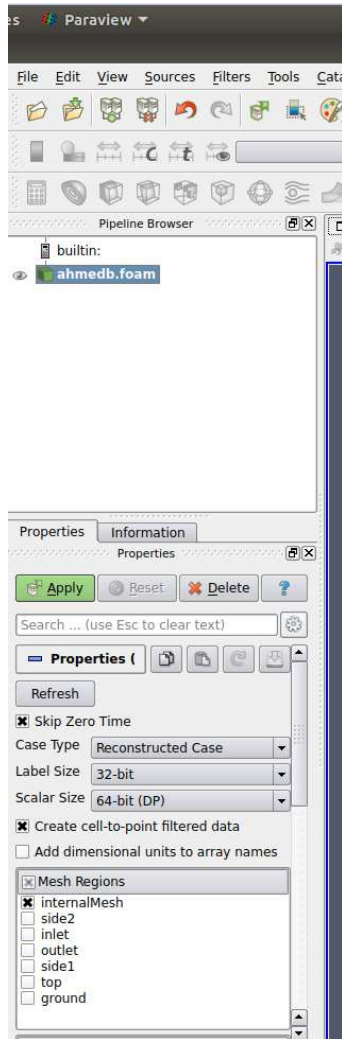 es Paraview
File Edit View Sources Filters Tools Cata
Pipeline Browser
builtin:
ahmedb.foam
Properties Information
Properties
Apply Reset Delete ?
Search ... (use Esc to clear text)
Properties (
Refresh
Skip Zero Time
Case Type Reconstructed Case
Label Size 32-bit
Scalar Size 64-bit (DP)
Create cell-to-point filtered data
Add dimensional units to array names
Mesh Regions
internalMesh
side2
inlet
outlet
side1
top
ground